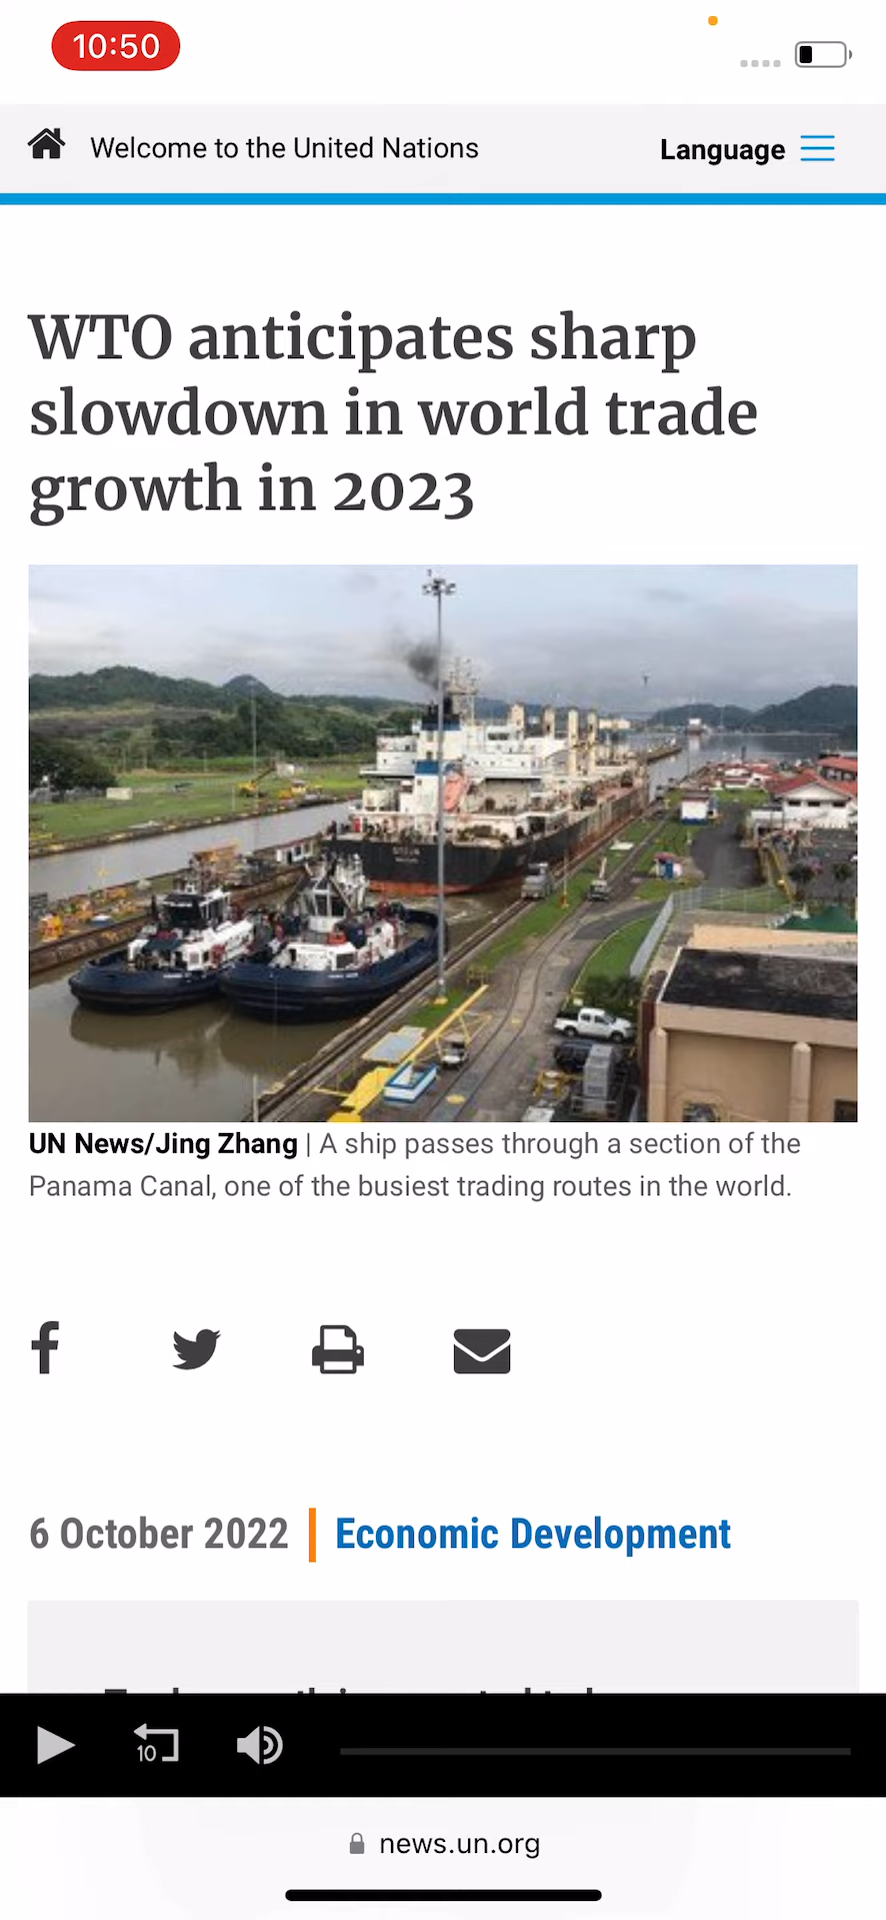 10:50
Welcome to the United Nations
Language
WTO anticipates sharp
slowdown in world trade
growth in 2023
UN News/Jing Zhang | A ship passes through a section of the
Panama Canal, one of the busiest trading routes in the world.
6 October 2022 | Economic Development
10
news.un.org